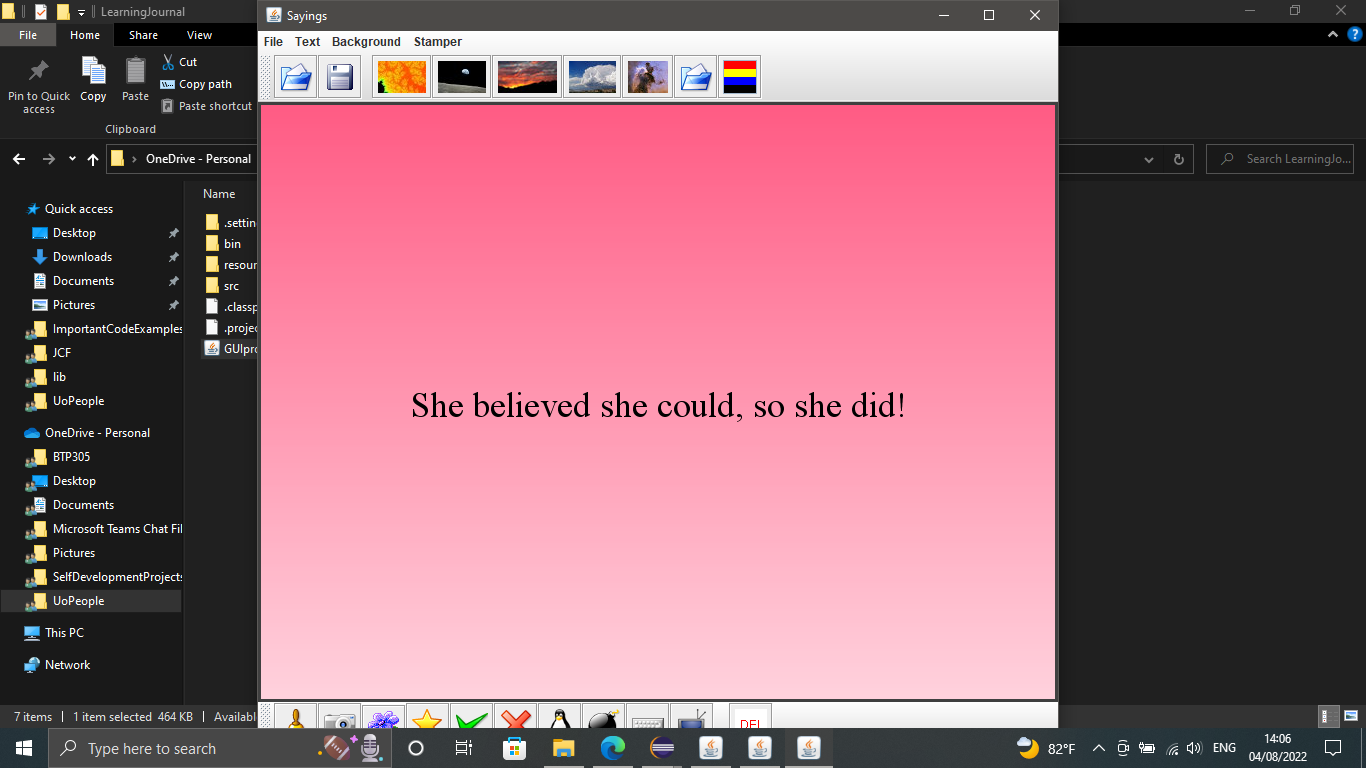 LearningJournal
File
Home
Share
View
Pin to Quick
access
Copy
Paste
Cut
Copy path
Paste shortcut
Clipboard
OneDrive - Personal
Search LearningJo...
Quick access
Desktop
Downloads
Documents
Pictures
ImportantCodeExamples
JCF
lib
UoPeople
OneDrive - Personal
BTP305
Desktop
Documents
Microsoft Teams Chat Fil
Pictures
SelfDevelopmentProjects
UoPeople
This PC
Network
Name
.settin
bin
resour
src
.classp
.projec
GUIpro
7 items
1 item selected 464 KB
Availabl
Sayings
File Text Background Stamper
She believed she could, so she did!
DEL
Type here to search
82°F
ENG
14:06
04/08/2022